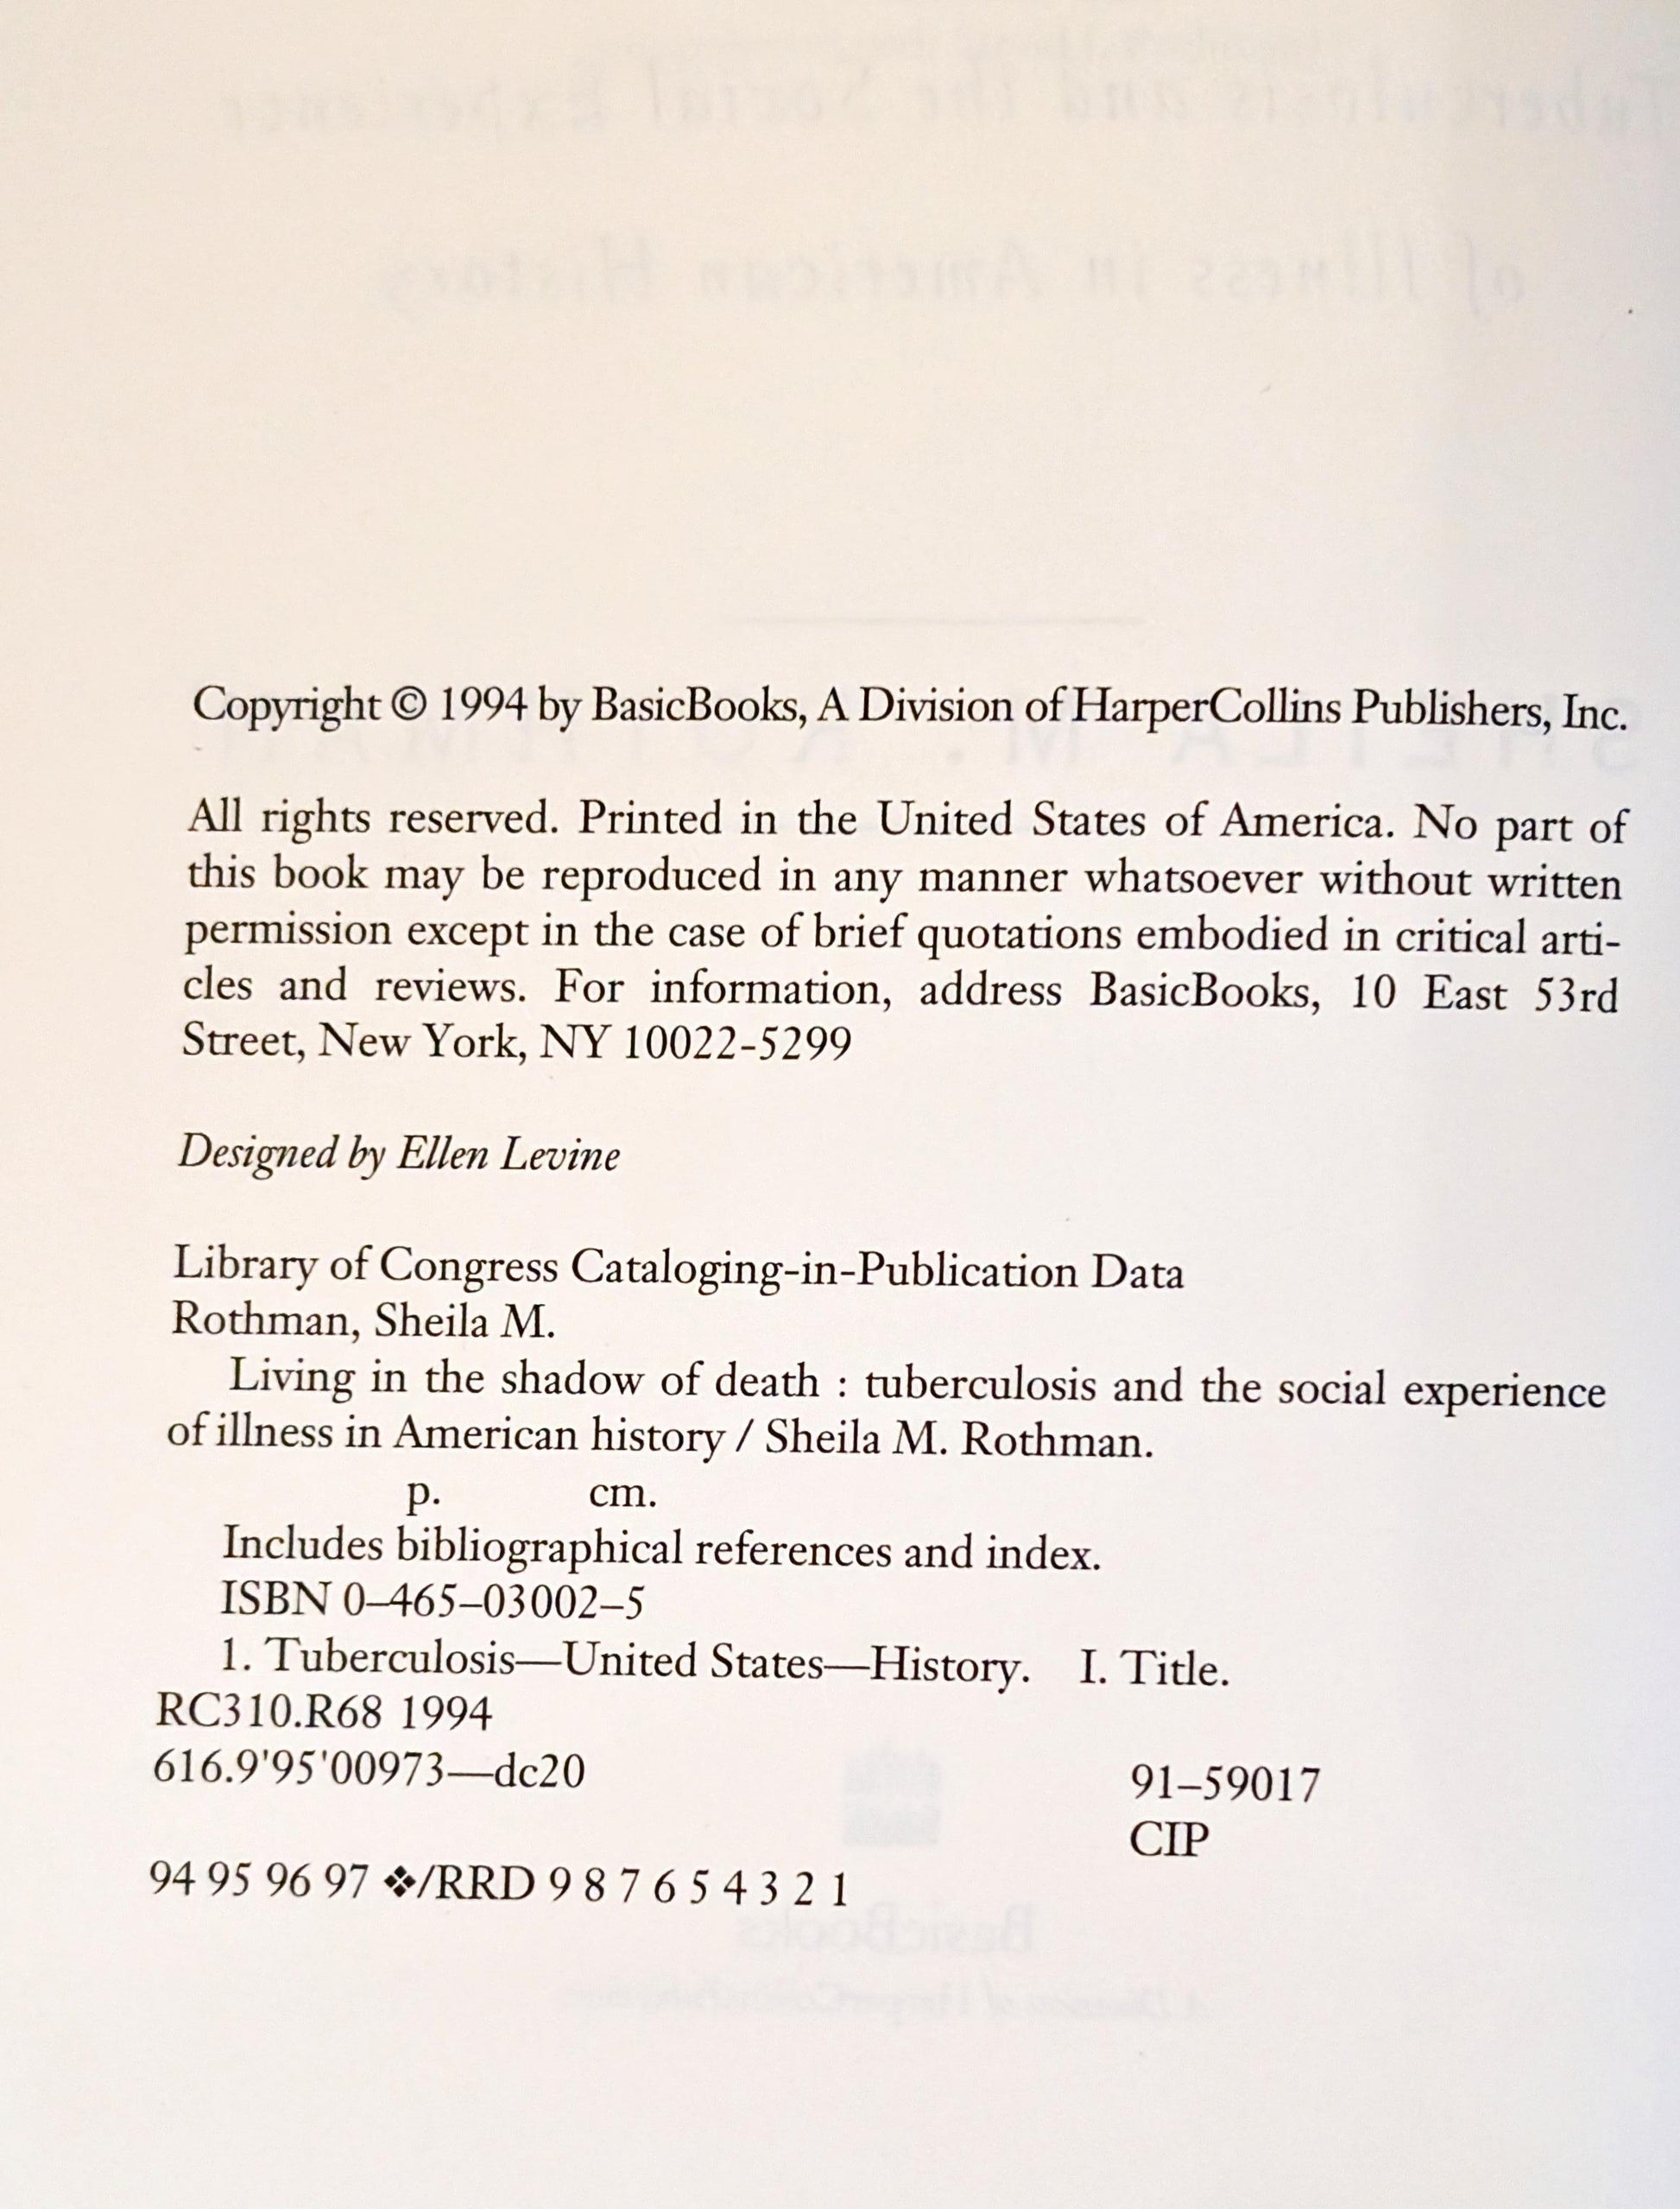 Copyright © 1994 by BasicBooks, A Division of HarperCollins Publishers, Inc.
All rights reserved. Printed in the United States of America. No part of
this book may be reproduced in any manner whatsoever without written
permission except in the case of brief quotations embodied in critical arti-
cles and reviews. For information, address BasicBooks, 10 East 53rd
Street, New York, NY 10022-5299
Designed by Ellen Levine
Library of Congress Cataloging-in-Publication Data
Rothman, Sheila M.
Living in the shadow of death : tuberculosis and the social experience
of illness in American history / Sheila M. Rothman.
p. cm.
Includes bibliographical references and index.
ISBN 0–465–03002–5
1. Tuberculosis—United States—History. I. Title.
RC310.R68 1994
616.9'95'00973—dc20
91–59017
CIP
94 95 96 97 ❖/RRD 9 8 7 6 5 4 3 2 1